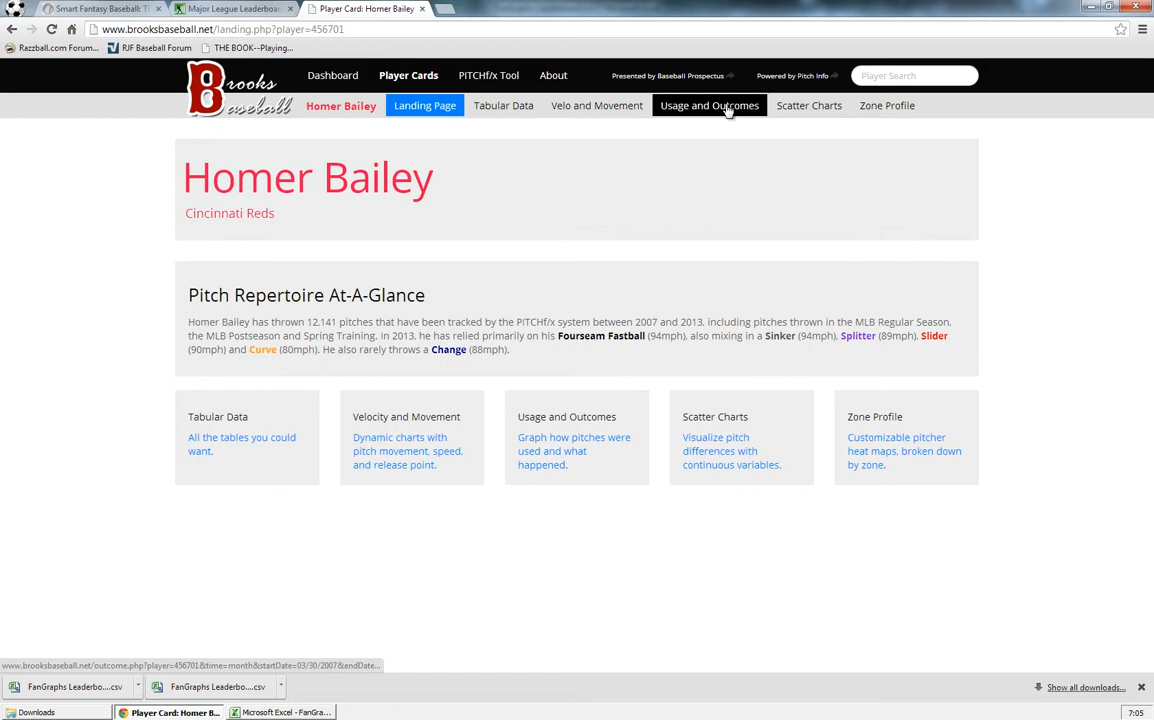 Smart Fantasy Baseball: Th
Major League Leaderboar
Player Card: Homer Bailey
www.brooksbaseball.net/landing.php?player=456701
Razzball.com Forum...
RJF Baseball Forum
THE BOOK--Playing...
Brooks Baseball
Dashboard
Player Cards
PITCHf/x Tool
About
Presented by Baseball Prospectus
Powered by Pitch Info
Player Search
Homer Bailey
Landing Page
Tabular Data
Velo and Movement
Usage and Outcomes
Scatter Charts
Zone Profile
Homer Bailey
Cincinnati Reds
Pitch Repertoire At-A-Glance
Homer Bailey has thrown 12,141 pitches that have been tracked by the PITCHf/x system between 2007 and 2013, including pitches thrown in the MLB Regular Season,
the MLB Postseason and Spring Training. In 2013, he has relied primarily on his Fourseam Fastball (94mph), also mixing in a Sinker (94mph), Splitter (89mph), Slider
(90mph) and Curve (80mph). He also rarely throws a Change (88mph).
Tabular Data
All the tables you could
want.
Velocity and Movement
Dynamic charts with
pitch movement, speed,
and release point.
Usage and Outcomes
Graph how pitches were
used and what
happened.
Scatter Charts
Visualize pitch
differences with
continuous variables.
Zone Profile
Customizable pitcher
heat maps, broken down
by zone.
www.brooksbaseball.net/outcome.php?player=456701&time=month&startDate=03/30/2007&endDate...
FanGraphs Leaderbo....csv
FanGraphs Leaderbo....csv
Show all downloads...
Downloads
Player Card: Homer B...
Microsoft Excel - FanGra...
7:05